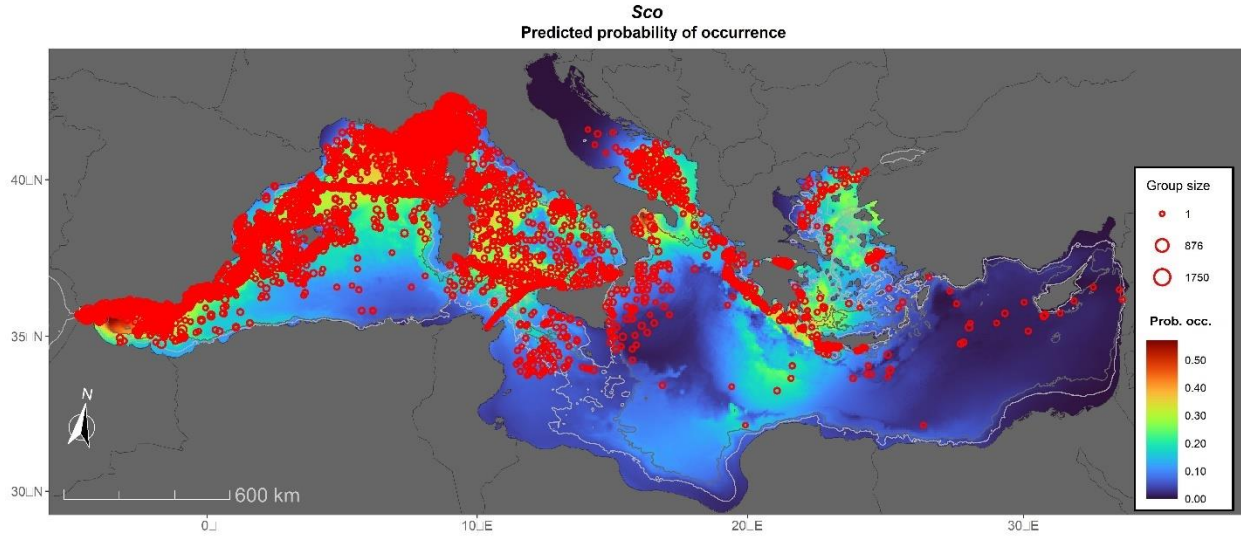 Sco
Predicted probability of occurrence
40□N
35□N
30□N
N
600 km
0□
10□E
20□E
30□E
Group size
1
876
1750
Prob. occ.
0.50
0.40
0.30
0.20
0.10
0.00